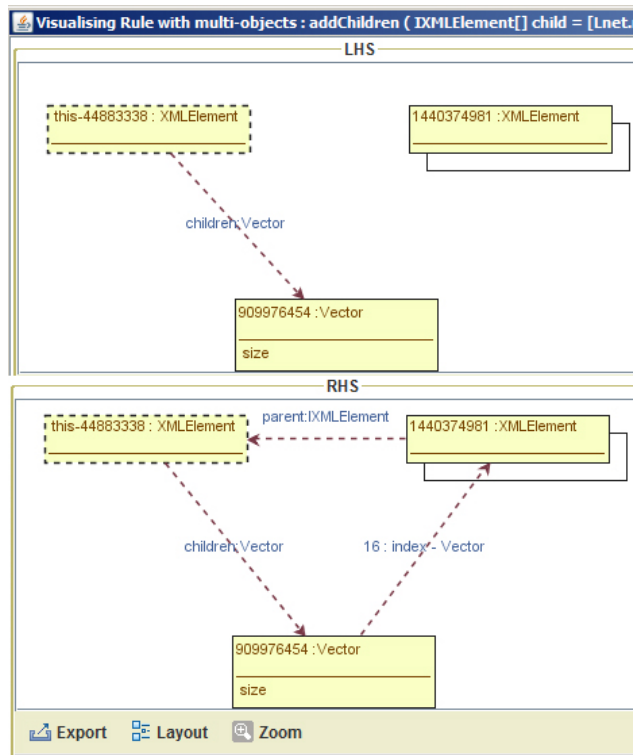 Visualising Rule with multi-objects : addChildren ( IXMLElement[] child = [Lnet.
LHS
this-44883338 : XMLElement
1440374981 :XMLElement
children:Vector
909976454 :Vector
size
RHS
parent:IXMLElement
this-44883338 : XMLElement
1440374981 :XMLElement
children:Vector
16 : index - Vector
909976454 :Vector
size
Export Layout Zoom